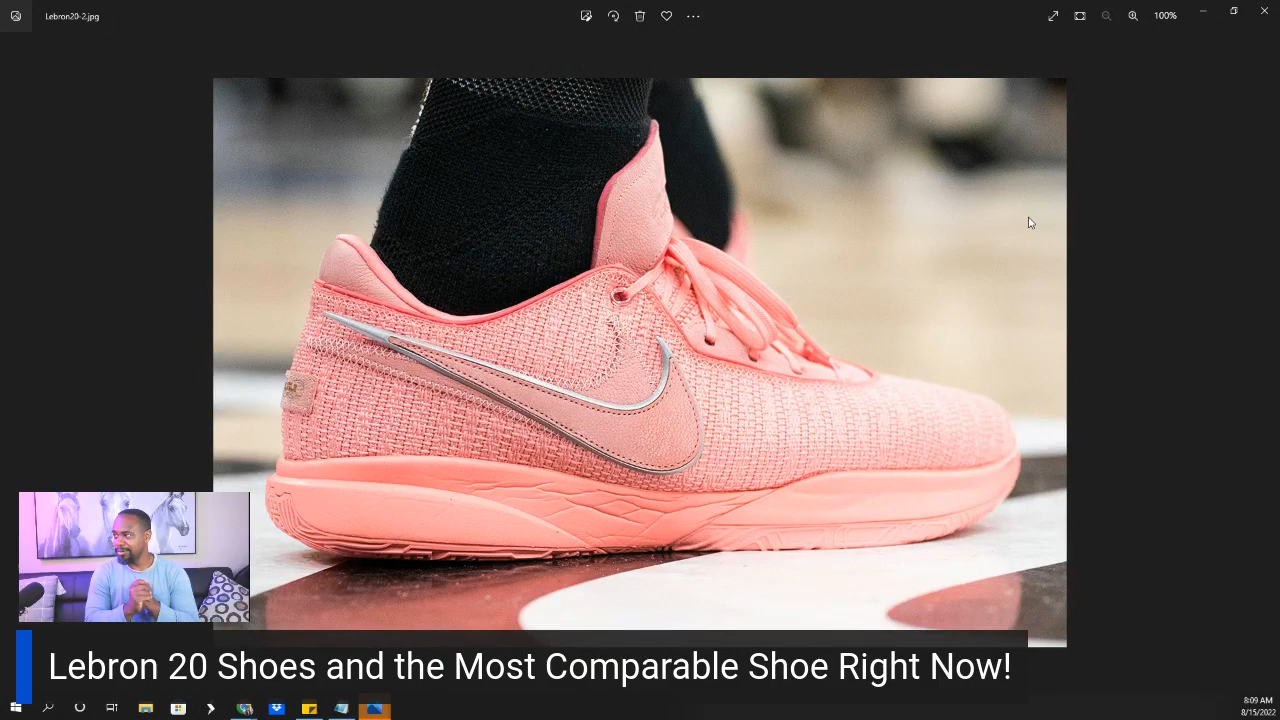 Lebron20-2.jpg
100%
Lebron 20 Shoes and the Most Comparable Shoe Right Now!
8:09 AM
8/15/2022